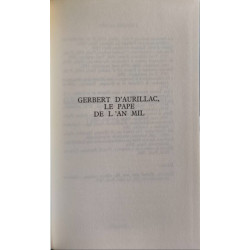 GERBERT D'AURILLAC,
LE PAPE
DE L'AN MIL